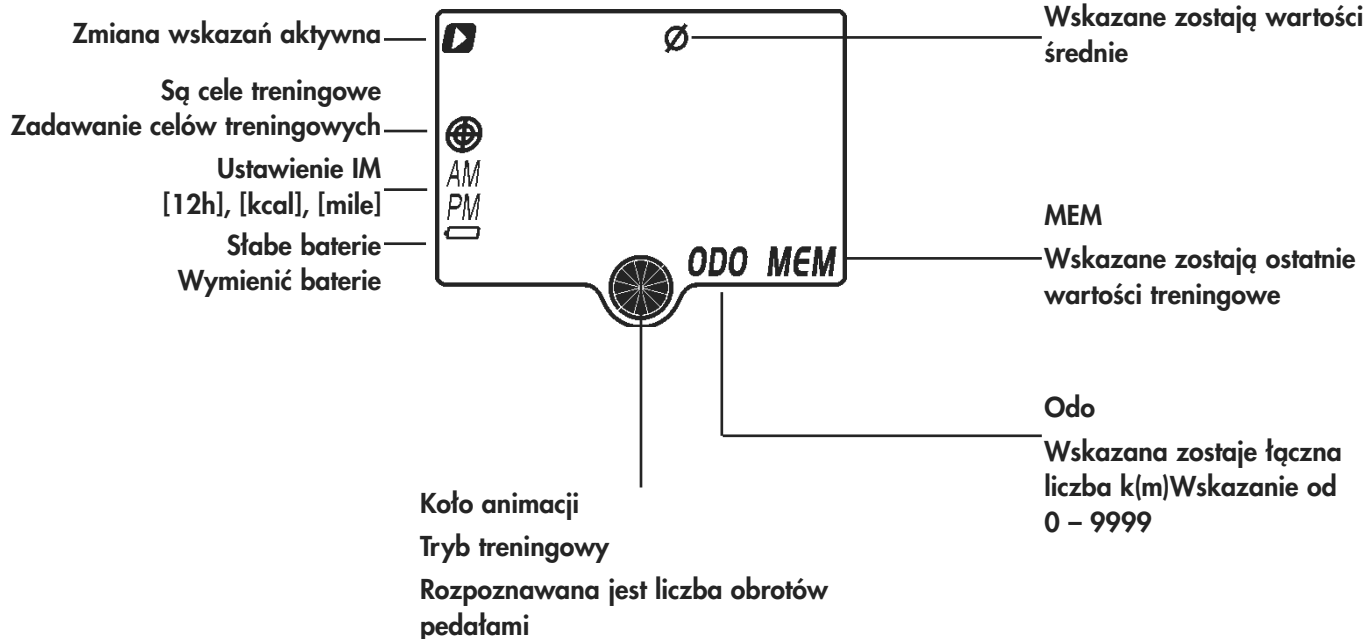 Zmiana wskazań aktywna
Są cele treningowe
Zadawanie celów treningowych
Ustawienie IM
[12h], [kcal], [mile]
Słabe baterie
Wymienić baterie
Ø
AM
PM
ODO MEM
Wskazane zostają wartości
średnie
MEM
Wskazane zostają ostatnie
wartości treningowe
Odo
Wskazana zostaje łączna
liczba k(m)Wskazanie od
0 – 9999
Koło animacji
Tryb treningowy
Rozpoznawana jest liczba obrotów
pedałami